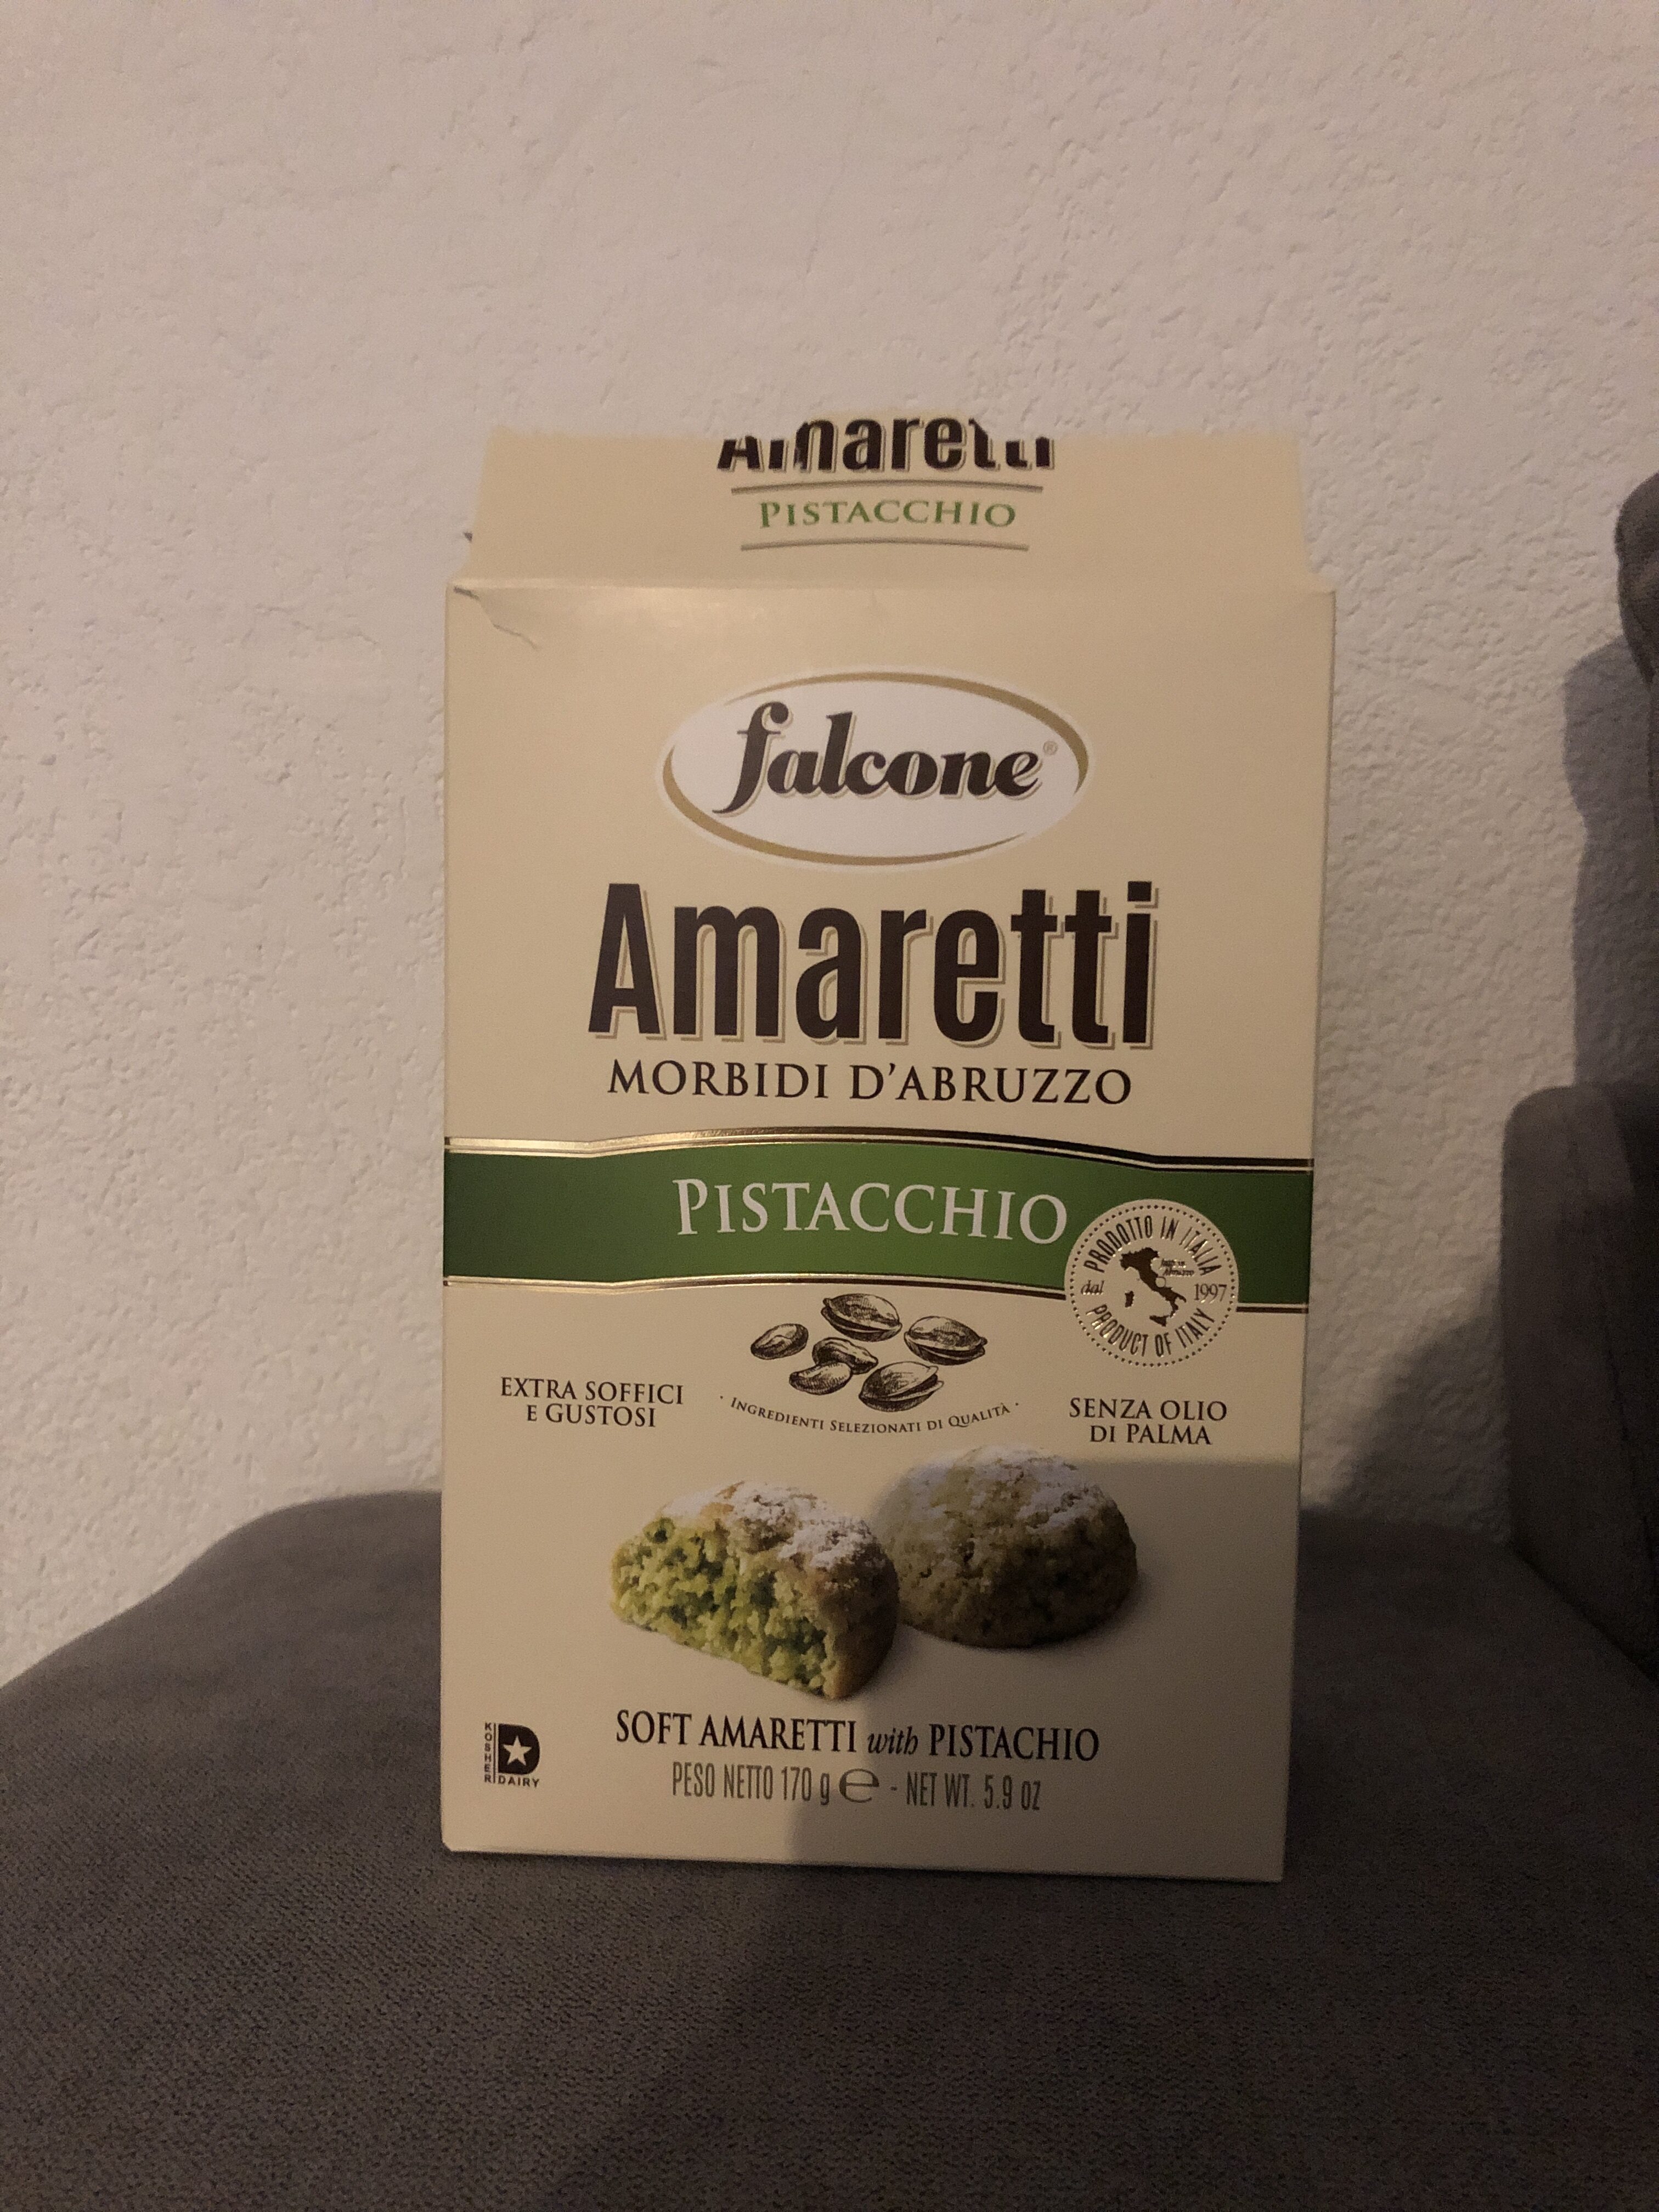 Amaretti
PISTACCHIO
falcone®
Amaretti
MORBIDI D'ABRUZZO
PISTACCHIO
PRODOTTO IN ITALIA
dal 1997
PRODUCT OF ITALY
EXTRA SOFFICI
E GUSTOSI
· INGREDIENTI SELEZIONATI DI QUALITÀ ·
SENZA OLIO
DI PALMA
SOFT AMARETTI with PISTACHIO
PESO NETTO 170 g ℮ - NET WT. 5.9 OZ
KOSHER
D
DAIRY